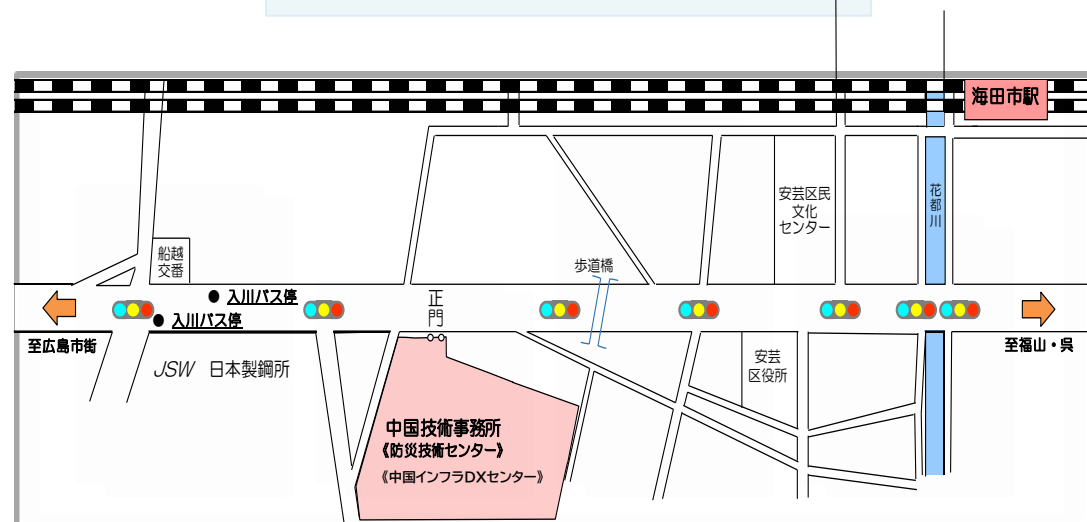 海田市駅
花都川
安芸区民
文化
センター
船越
交番
歩道橋
入川バス停
入川バス停
正門
至広島市街
至福山・呉
JSW 日本製鋼所
安芸
区役所
中国技術事務所
《防災技術センター》
《中国インフラDXセンター》